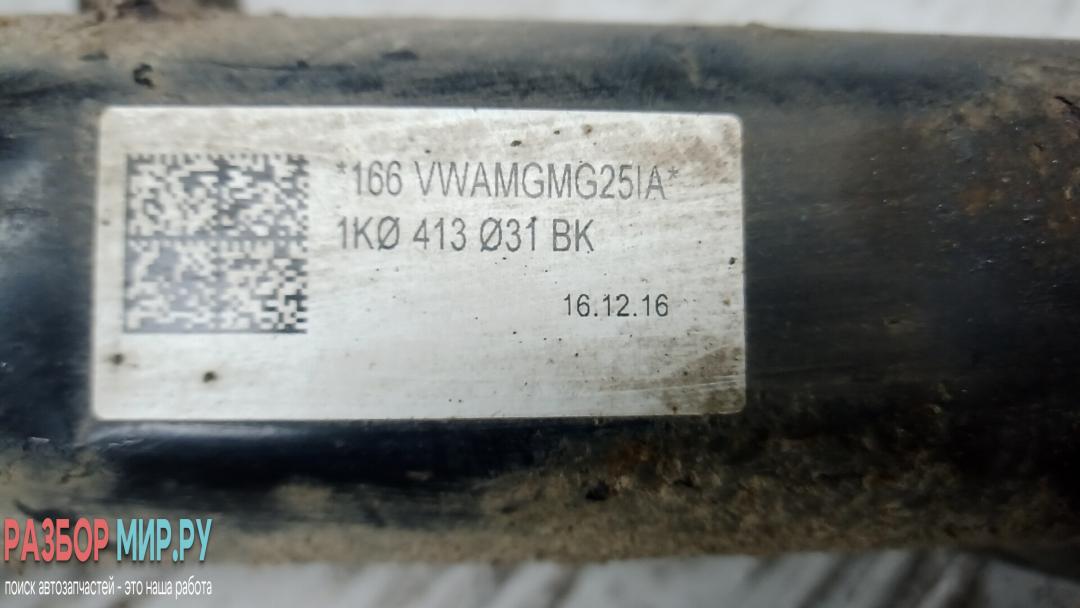 *166 VWAMGMG25IA*
1KØ 413 Ø31 BK
16.12.16
РАЗБОР МИР.РУ
поиск автозапчастей - это наша работа